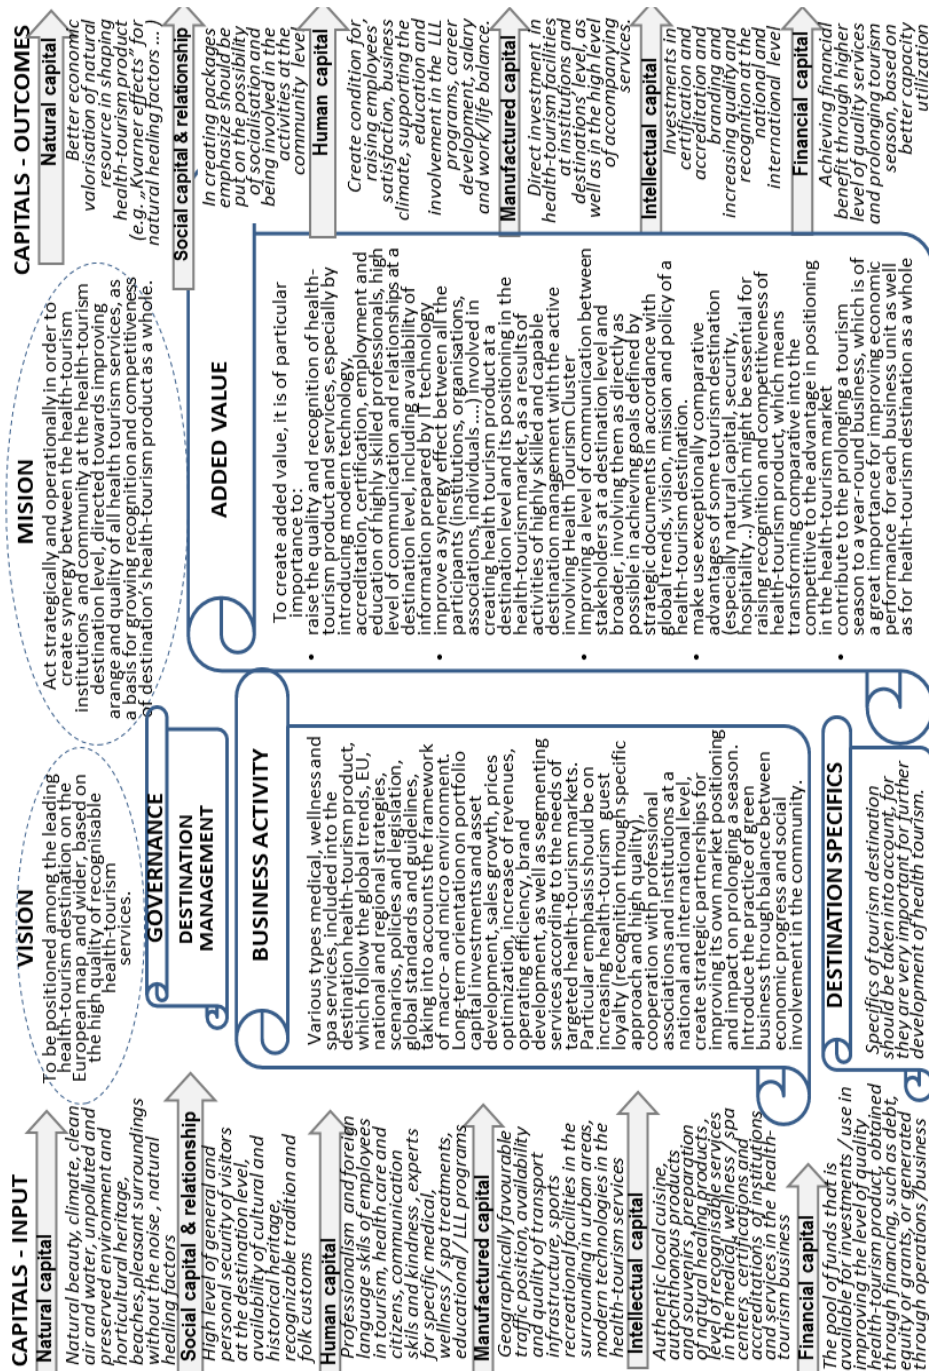 CAPITALS - INPUT
Natural capital
Natural beauty, climate, clean
air and water, unpolluted and
preserved environment and
horticultural heritage,
beaches,pleasant surroundings
without the noise , natural
healing factors
Social capital & relationship
High level of general and
personal security of visitors
at the destination level,
availability of cultural and
historical heritage,
recognizable tradition and
folk customs
Human capital
Professionalism and foreign
language skills of employees
in tourism, health care and
citizens, communication
skills and kindness, experts
for specific medical,
wellness / spa treatments,
educational / LLL programs
Manufactured capital
Geographically favourable
traffic position, availability
and quality of transport
infrastructure, sports
recreational facilities in the
surrounding in urban areas,
modern technologies in the
health-tourism services
Intellectual capital
Authentic local cuisine,
autochthonous products
and souvenirs, preparation
of natural healing products,
level of recognisable services
in the medical, wellness / spa
centers, certifications and
accreditations of institutions
and services in the health-
tourism business
Financial capital
The pool of funds that is
available for investments / use in
improving the level of quality
health-tourism product, obtained
through financing, such as debt,
equity or grants, or generated
through operations /business
VISION
To be positioned among the leading
health-tourism destination on the
European map and wider, based on
the high quality of recognisable
health-tourism
services.
GOVERNANCE
DESTINATION
MANAGEMENT
BUSINESS ACTIVITY
Various types medical, wellness and
spa services, included into the
destination health-tourism product,
which follow the global trends, EU,
national and regional strategies,
scenarios, policies and legislation,
global standards and guidelines,
taking into accounts the framework
of macro- and micro environment.
Long-term orientation on portfolio
capital investments and asset
development, sales growth, prices
optimization, increase of revenues,
operating efficiency, brand
development, as well as segmenting
services according to the needs of
targeted health-tourism markets.
Particular emphasis should be on
increasing health-tourism guest
loyalty (recognition through specific
approach and high quality),
cooperation with professional
associations and institutions at a
national and international level,
create strategic partnerships for
improving its own market positioning
and impact on prolonging a season.
Introduce the practice of green
business through balance between
economic progress and social
involvement in the community.
DESTINATION SPECIFICS
Specifics of tourism destination
should be taken into account, for
they are very important for further
development of health tourism.
MISION
Act strategically and operationally in order to
create synergy between the health-tourism
institutions and community at the health-tourism
destination level, directed towards improving
arange and quality of all health tourism services, as
a basis for growing recognition and competitiveness
of destination's health-tourism product as a whole.
ADDED VALUE
To create added value, it is of particular
importance to:
• raise the quality and recognition of health-
tourism product and services, especially by
introducing modern technology,
accreditation, certification, employment and
education of highly skilled professionals, high
level of communication and relationships at a
destination level, including availability of
information prepared by IT technology
• improve a synergy effect between all the
participants (institutions, organisations,
associations, individuals....) involved in
creating health tourism product at a
destination level and its positioning in the
health-tourism market, as a results of
activities of highly skilled and capable
destination management with the active
involving Health Tourism Cluster
• Improving a level of communication between
stakeholders at a destination level and
broader, involving them as directly as
possible in achieving goals defined by
strategic documents in accordance with
global trends, vision, mission and policy of a
health-tourism destination.
• make use exceptionally comparative
advantages of some tourism destination
(especially natural capital, security,
hospitality ..) which might be essential for
raising recognition and competitiveness of
health-tourism product, which means
transforming comparative into the
competitive to the advantage in positioning
in the health-tourism market
• contribute to the prolonging a tourism
season to a year-round business, which is of
a great importance for improving economic
performance for each business unit as well
as for health-tourism destination as a whole
CAPITALS - OUTCOMES
Natural capital
Better economic
valorisation of natural
resource in shaping
health-tourism product
(e.g. „Kvarner effects" for
natural healing factors ...)
Social capital & relationship
In creating packages
emphasize should be
put on the possibility
of socialisation and
being involved in the
activities at the
community level
Human capital
Create condition for
raising employees'
satisfaction, business
climate, supporting the
education and
involvement in the LLL
programs, career
development, salary
and work/life balance.
Manufactured capital
Direct investment in
health-tourism facilities
at institutions and
destinations' level, as
well as in the high level
of accompanying
services.
Intellectual capital
Investments in
certification and
accreditation and
branding and
increasing quality and
recognition at the
national and
international level
Financial capital
Achieving financial
benefit through higher
level of quality services
and prolonging tourism
season, based on
better capacity
utilization